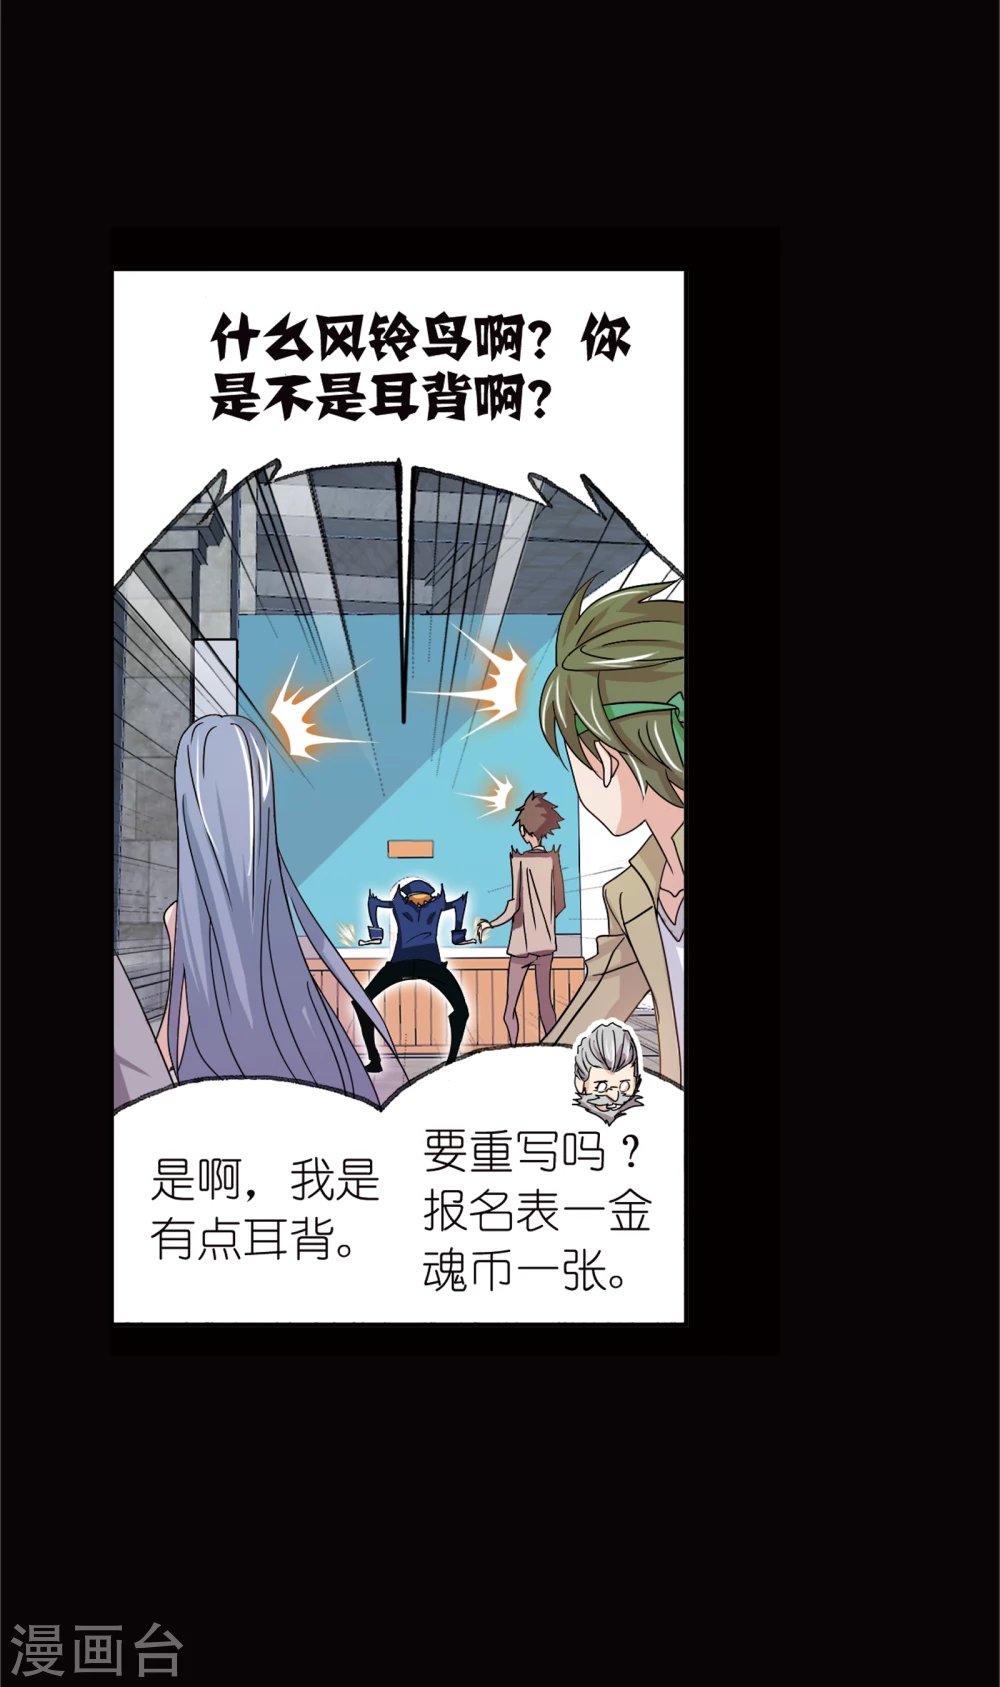 什么风铃鸟啊？你
是不是耳背啊？
要重写吗？
报名表一金
魂币一张。
是啊，我是
有点耳背。
漫画台